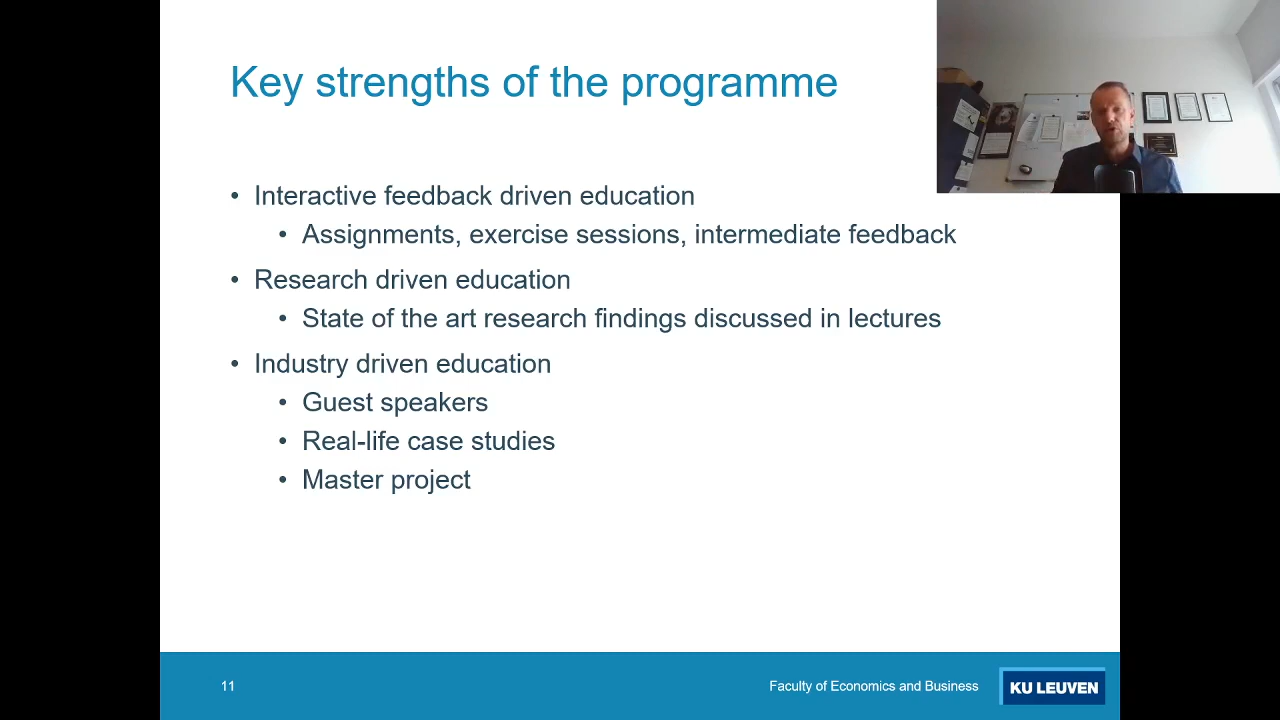 Key strengths of the programme
• Interactive feedback driven education
• Assignments, exercise sessions, intermediate feedback
• Research driven education
• State of the art research findings discussed in lectures
• Industry driven education
• Guest speakers
• Real-life case studies
• Master project
11
Faculty of Economics and Business
KU LEUVEN